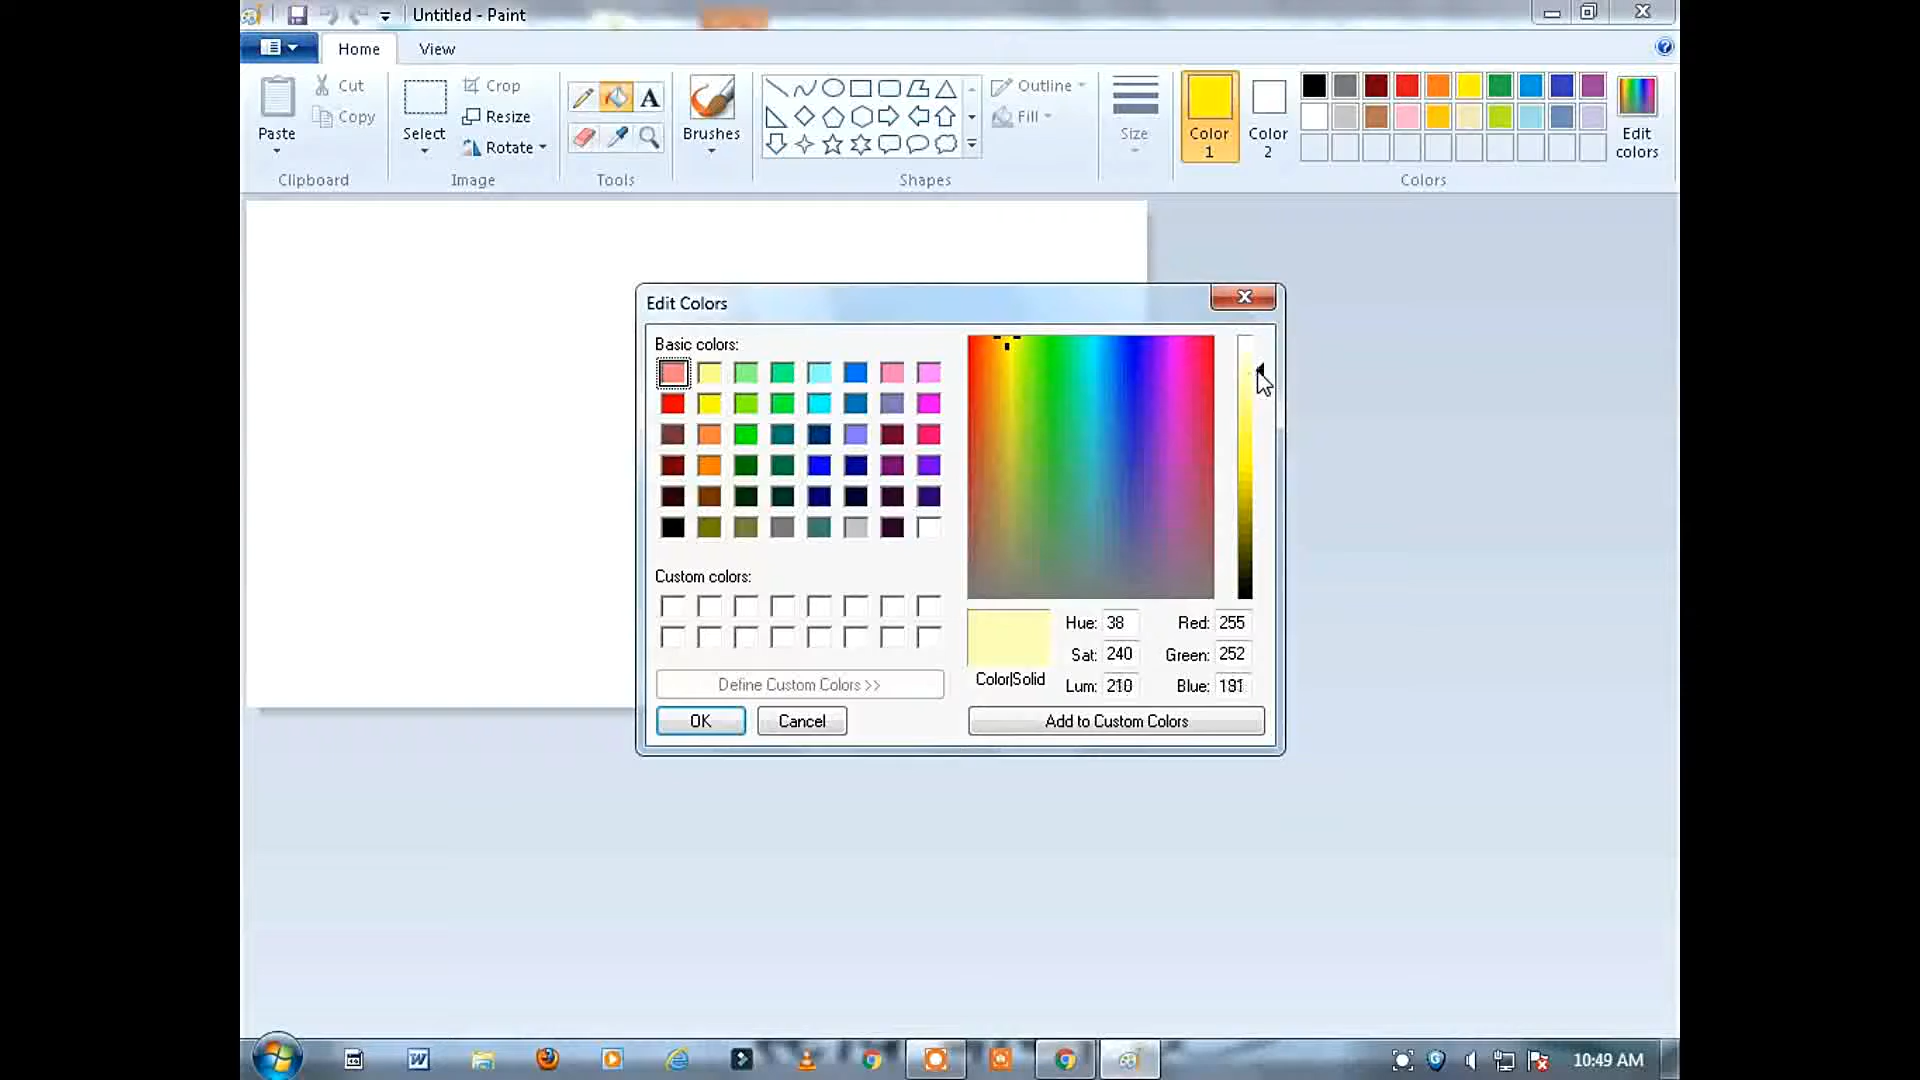 Untitled - Paint
Home
View
Paste
Cut
Copy
Clipboard
Select
Crop
Resize
Rotate
Image
A
Tools
Brushes
Shapes
Outline
Fill
Size
Color
1
Color
2
Edit
colors
Colors
Edit Colors
Basic colors:
Custom colors:
Define Custom Colors >>
OK
Cancel
Color|Solid
Hue: 38
Sat: 240
Lum: 210
Red: 255
Green: 252
Blue: 191
Add to Custom Colors
10:49 AM